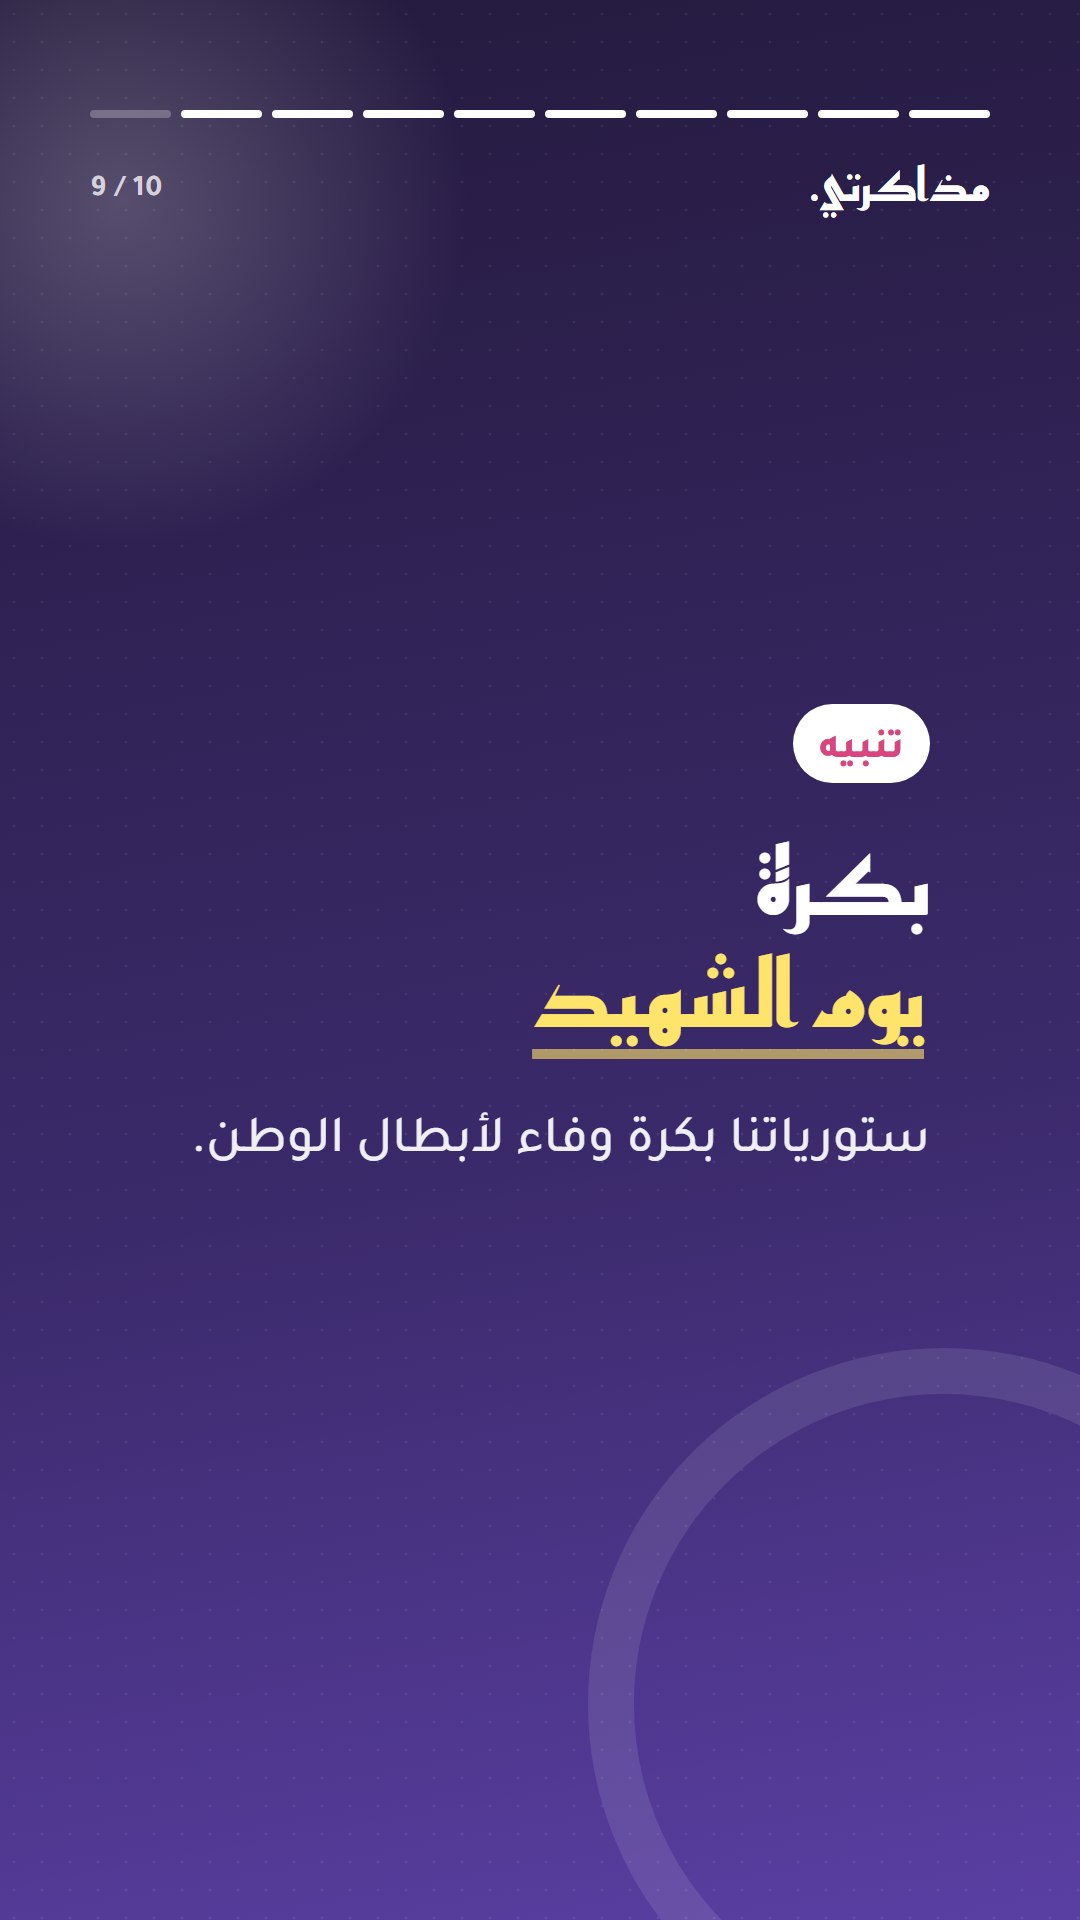 مذاكرتي.
9 / 10
تنبيه
بكرة
يوم الشهيد
ستورياتنا بكرة وفاء لأبطال الوطن.